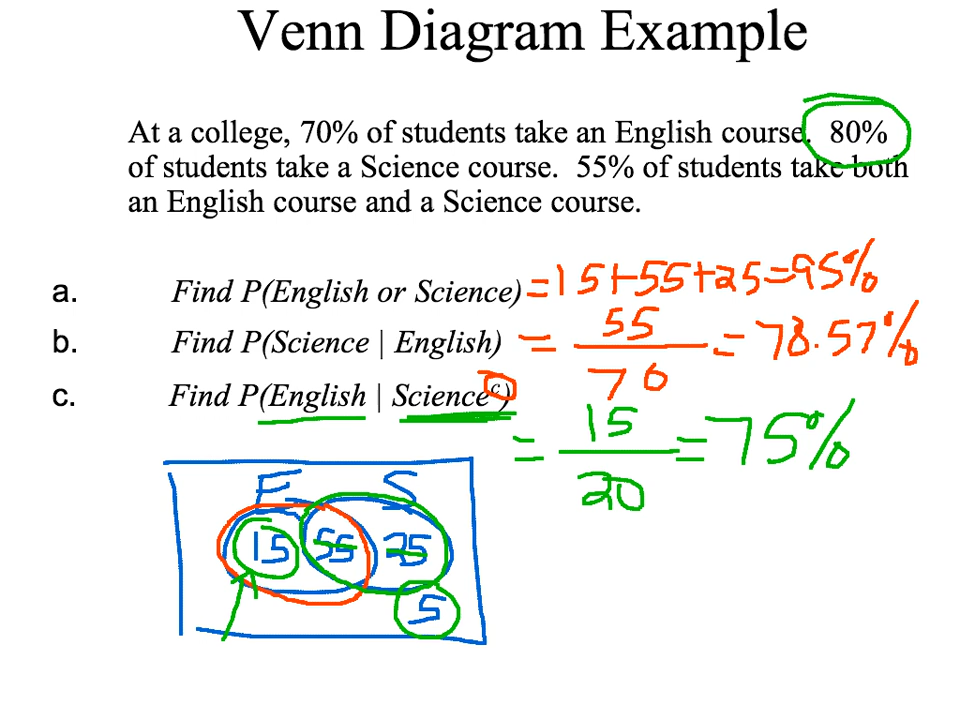 Venn Diagram Example
At a college, 70% of students take an English course. 80%
of students take a Science course. 55% of students take both
an English course and a Science course.
a. Find P(English or Science) =15+55+25=95%
b. Find P(Science | English) = 55/70 = 78.57%
c. Find P(English | Scienceᶜ) = 15/20 = 75%
E S
15 55 25
5